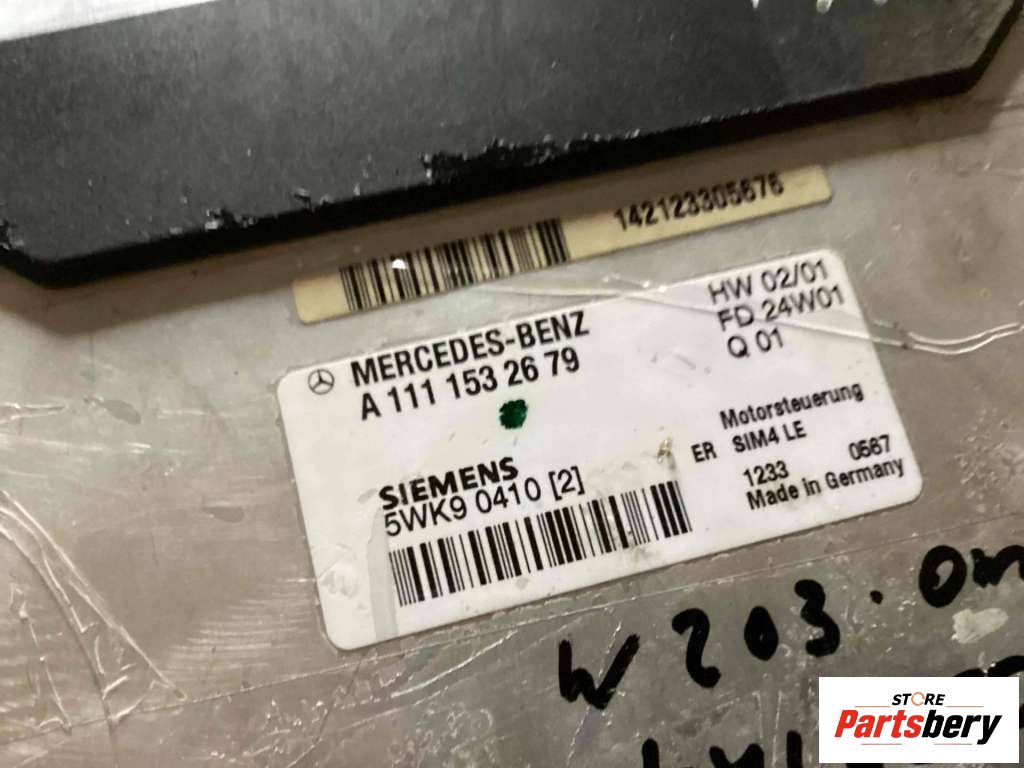 142123305676
MERCEDES-BENZ
A 111 153 26 79
HW 02/01
FD 24W01
Q 01
SIEMENS
5WK9 0410 [2]
Motorsteuerung
ER SIM4 LE
1233 0567
Made in Germany
W203.
STORE
Partsbery